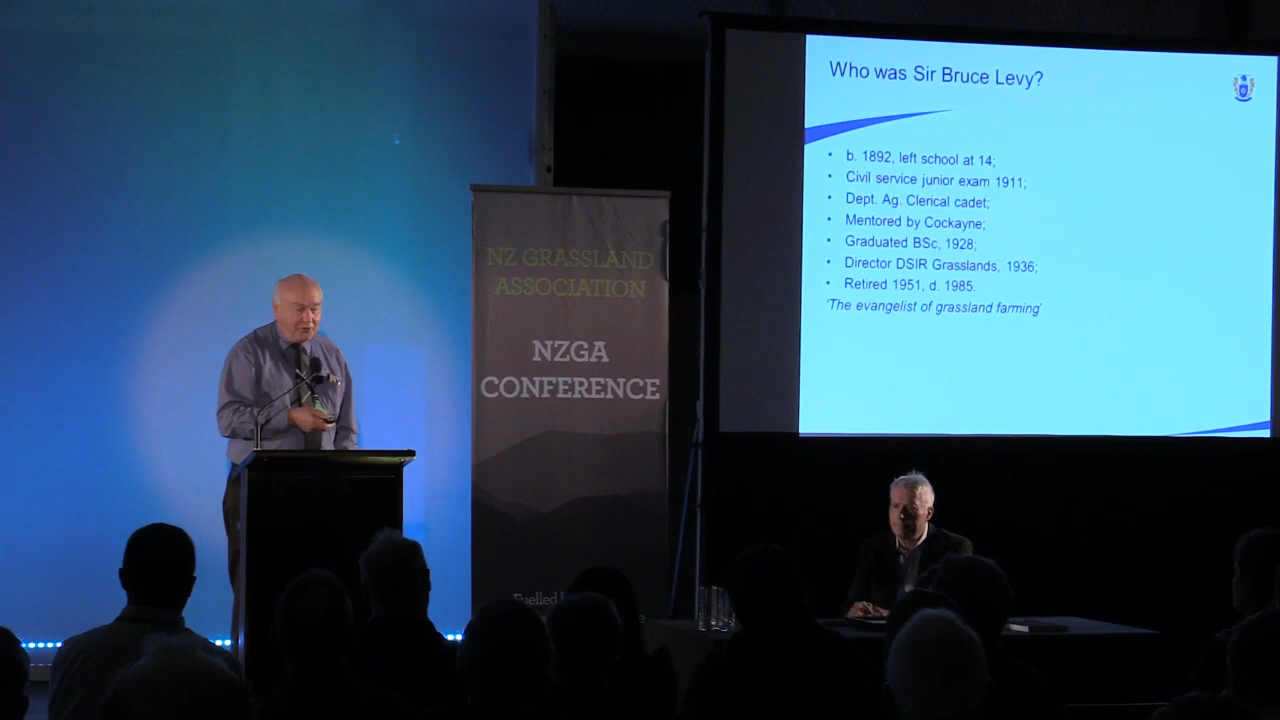 NZ GRASSLAND
ASSOCIATION
NZGA
CONFERENCE
Fuelled
Who was Sir Bruce Levy?
• b. 1892, left school at 14;
• Civil service junior exam 1911;
• Dept. Ag. Clerical cadet;
• Mentored by Cockayne;
• Graduated BSc, 1928;
• Director DSIR Grasslands, 1936;
• Retired 1951, d. 1985.
'The evangelist of grassland farming'